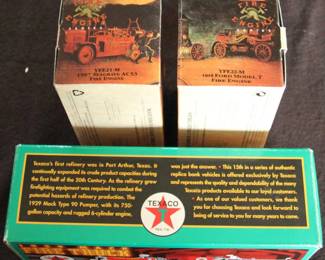 FIRE
ENGINE
YFE21-M
1907 SEAGRAVE AC53
FIRE ENGINE
FIRE
ENGINE
YFE22-M
FORD MODEL T
FIRE ENGINE
Texaco's first refinery was in Port Arthur, Texas. It
continually expanded its crude product capacities during
the first half of the 20th Century. As the refinery grew
firefighting equipment was required to combat the
potential hazards of refinery production. The
1929 Mack Type 90 Pumper, with its 750-
gallon capacity and rugged 6-cylinder engine,
TEXACO
T
was just the answer. • This 12th in a series of authentic
replica bank vehicles is offered exclusively by Texaco
and represents the quality and dependability of the many
Texaco products available to our loyal customers.
• As one of our valued customers, we thank
you for choosing Texaco and look forward to
being of service to you for many years to come.